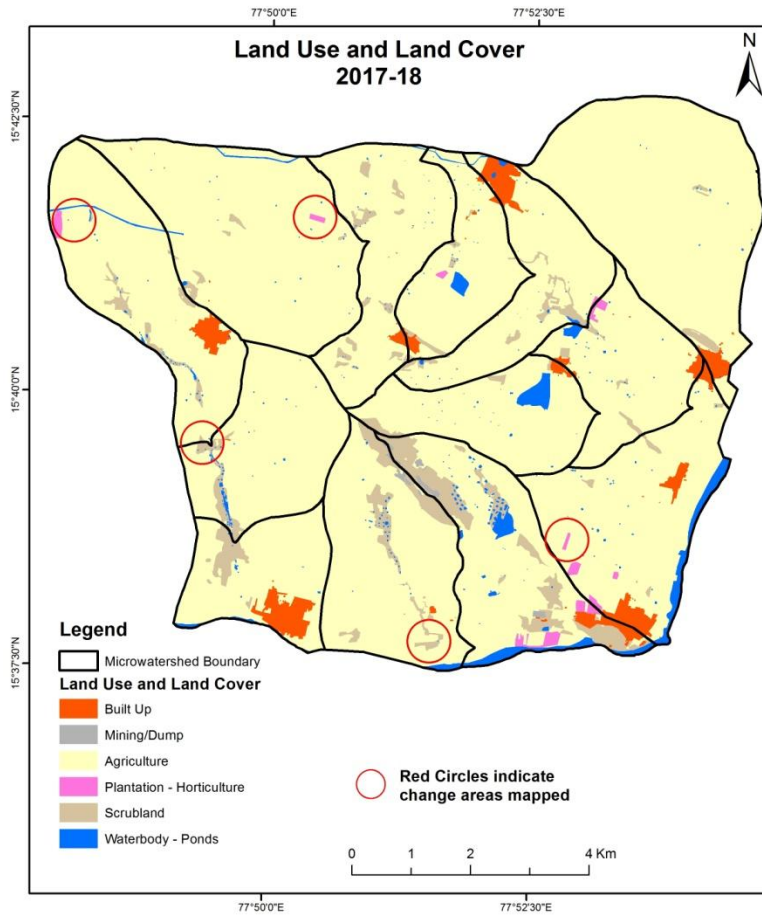 77°50'0"E
77°52'30"E
Land Use and Land Cover
2017-18
N
15°42'30"N
15°42'30"N
15°40'0"N
15°37'30"N
Legend
Microwatershed Boundary
Land Use and Land Cover
Built Up
Mining/Dump
Agriculture
Plantation - Horticulture
Scrubland
Waterbody - Ponds
Red Circles indicate
change areas mapped
0 1 2 4 Km
77°50'0"E
77°52'30"E